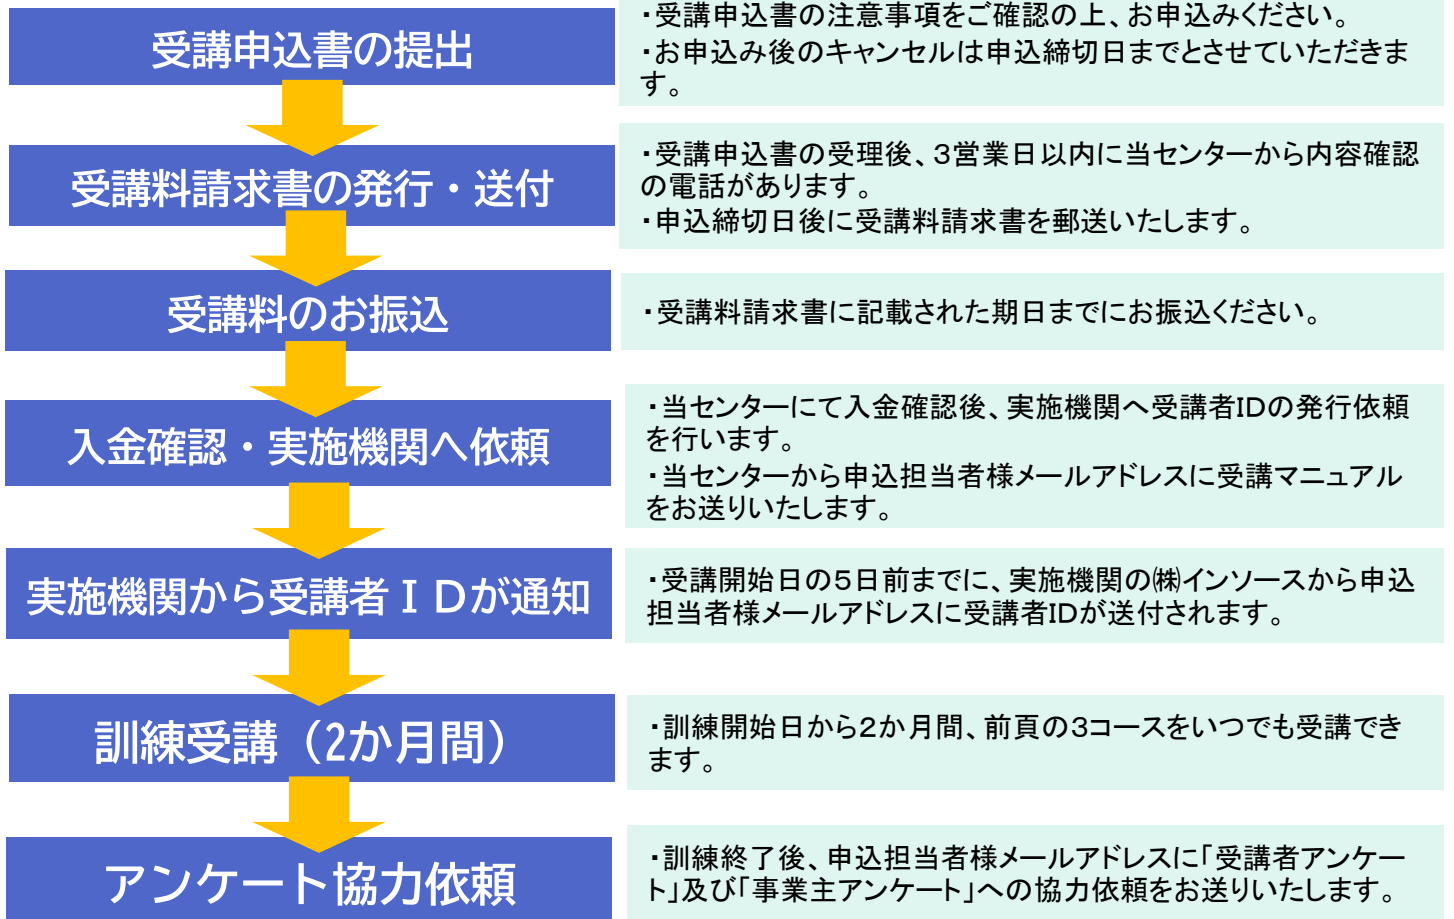 受講申込書の提出
・受講申込書の注意事項をご確認の上、お申込みください。
・お申込み後のキャンセルは申込締切日までとさせていただきま
す。
受講料請求書の発行・送付
・受講申込書の受理後、3営業日以内に当センターから内容確認
の電話があります。
・申込締切日後に受講料請求書を郵送いたします。
受講料のお振込
・受講料請求書に記載された期日までにお振込ください。
入金確認・実施機関へ依頼
・当センターにて入金確認後、実施機関へ受講者IDの発行依頼
を行います。
・当センターから申込担当者様メールアドレスに受講マニュアル
をお送りいたします。
実施機関から受講者ＩＤが通知
・受講開始日の5日前までに、実施機関の㈱インソースから申込
担当者様メールアドレスに受講者IDが送付されます。
訓練受講（2か月間）
・訓練開始日から2か月間、前頁の3コースをいつでも受講でき
ます。
アンケート協力依頼
・訓練終了後、申込担当者様メールアドレスに「受講者アンケー
ト」及び「事業主アンケート」への協力依頼をお送りいたします。